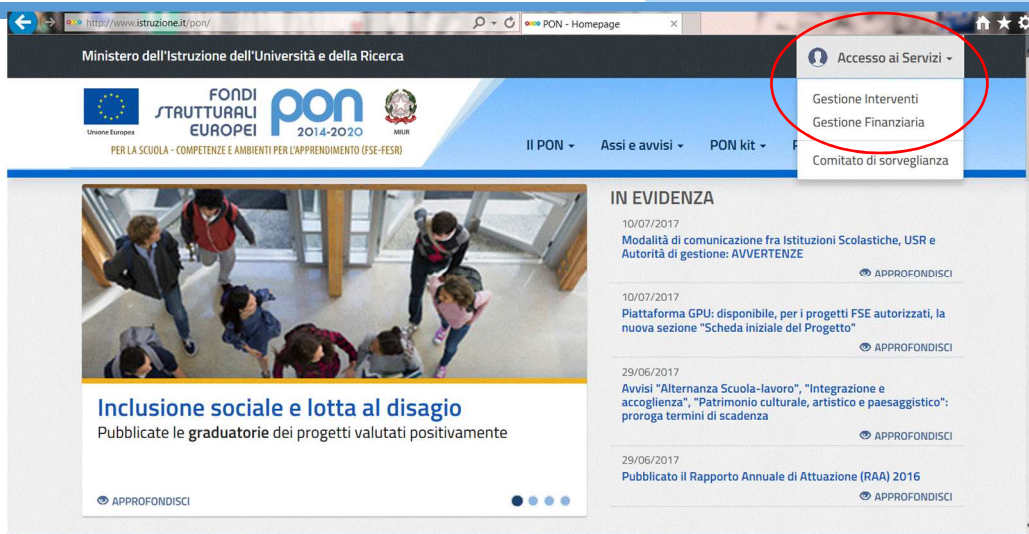 http://www.istruzione.it/pon/
PON - Homepage
Ministero dell'Istruzione dell'Università e della Ricerca
Accesso ai Servizi
Gestione Interventi
Gestione Finanziaria
Comitato di sorveglianza
Unione Europea
FONDI
STRUTTURALI
EUROPEI
pon
2014-2020
MIUR
PER LA SCUOLA - COMPETENZE E AMBIENTI PER L'APPRENDIMENTO (FSE-FESR)
Il PON
Assi e avvisi
PON kit
IN EVIDENZA
10/07/2017
Modalità di comunicazione fra Istituzioni Scolastiche, USR e
Autorità di gestione: AVVERTENZE
APPROFONDISCI
10/07/2017
Piattaforma GPU: disponibile, per i progetti FSE autorizzati, la
nuova sezione "Scheda iniziale del Progetto"
APPROFONDISCI
29/06/2017
Avvisi "Alternanza Scuola-lavoro", "Integrazione e
accoglienza", "Patrimonio culturale, artistico e paesaggistico":
proroga termini di scadenza
APPROFONDISCI
29/06/2017
Pubblicato il Rapporto Annuale di Attuazione (RAA) 2016
APPROFONDISCI
Inclusione sociale e lotta al disagio
Pubblicate le graduatorie dei progetti valutati positivamente
APPROFONDISCI